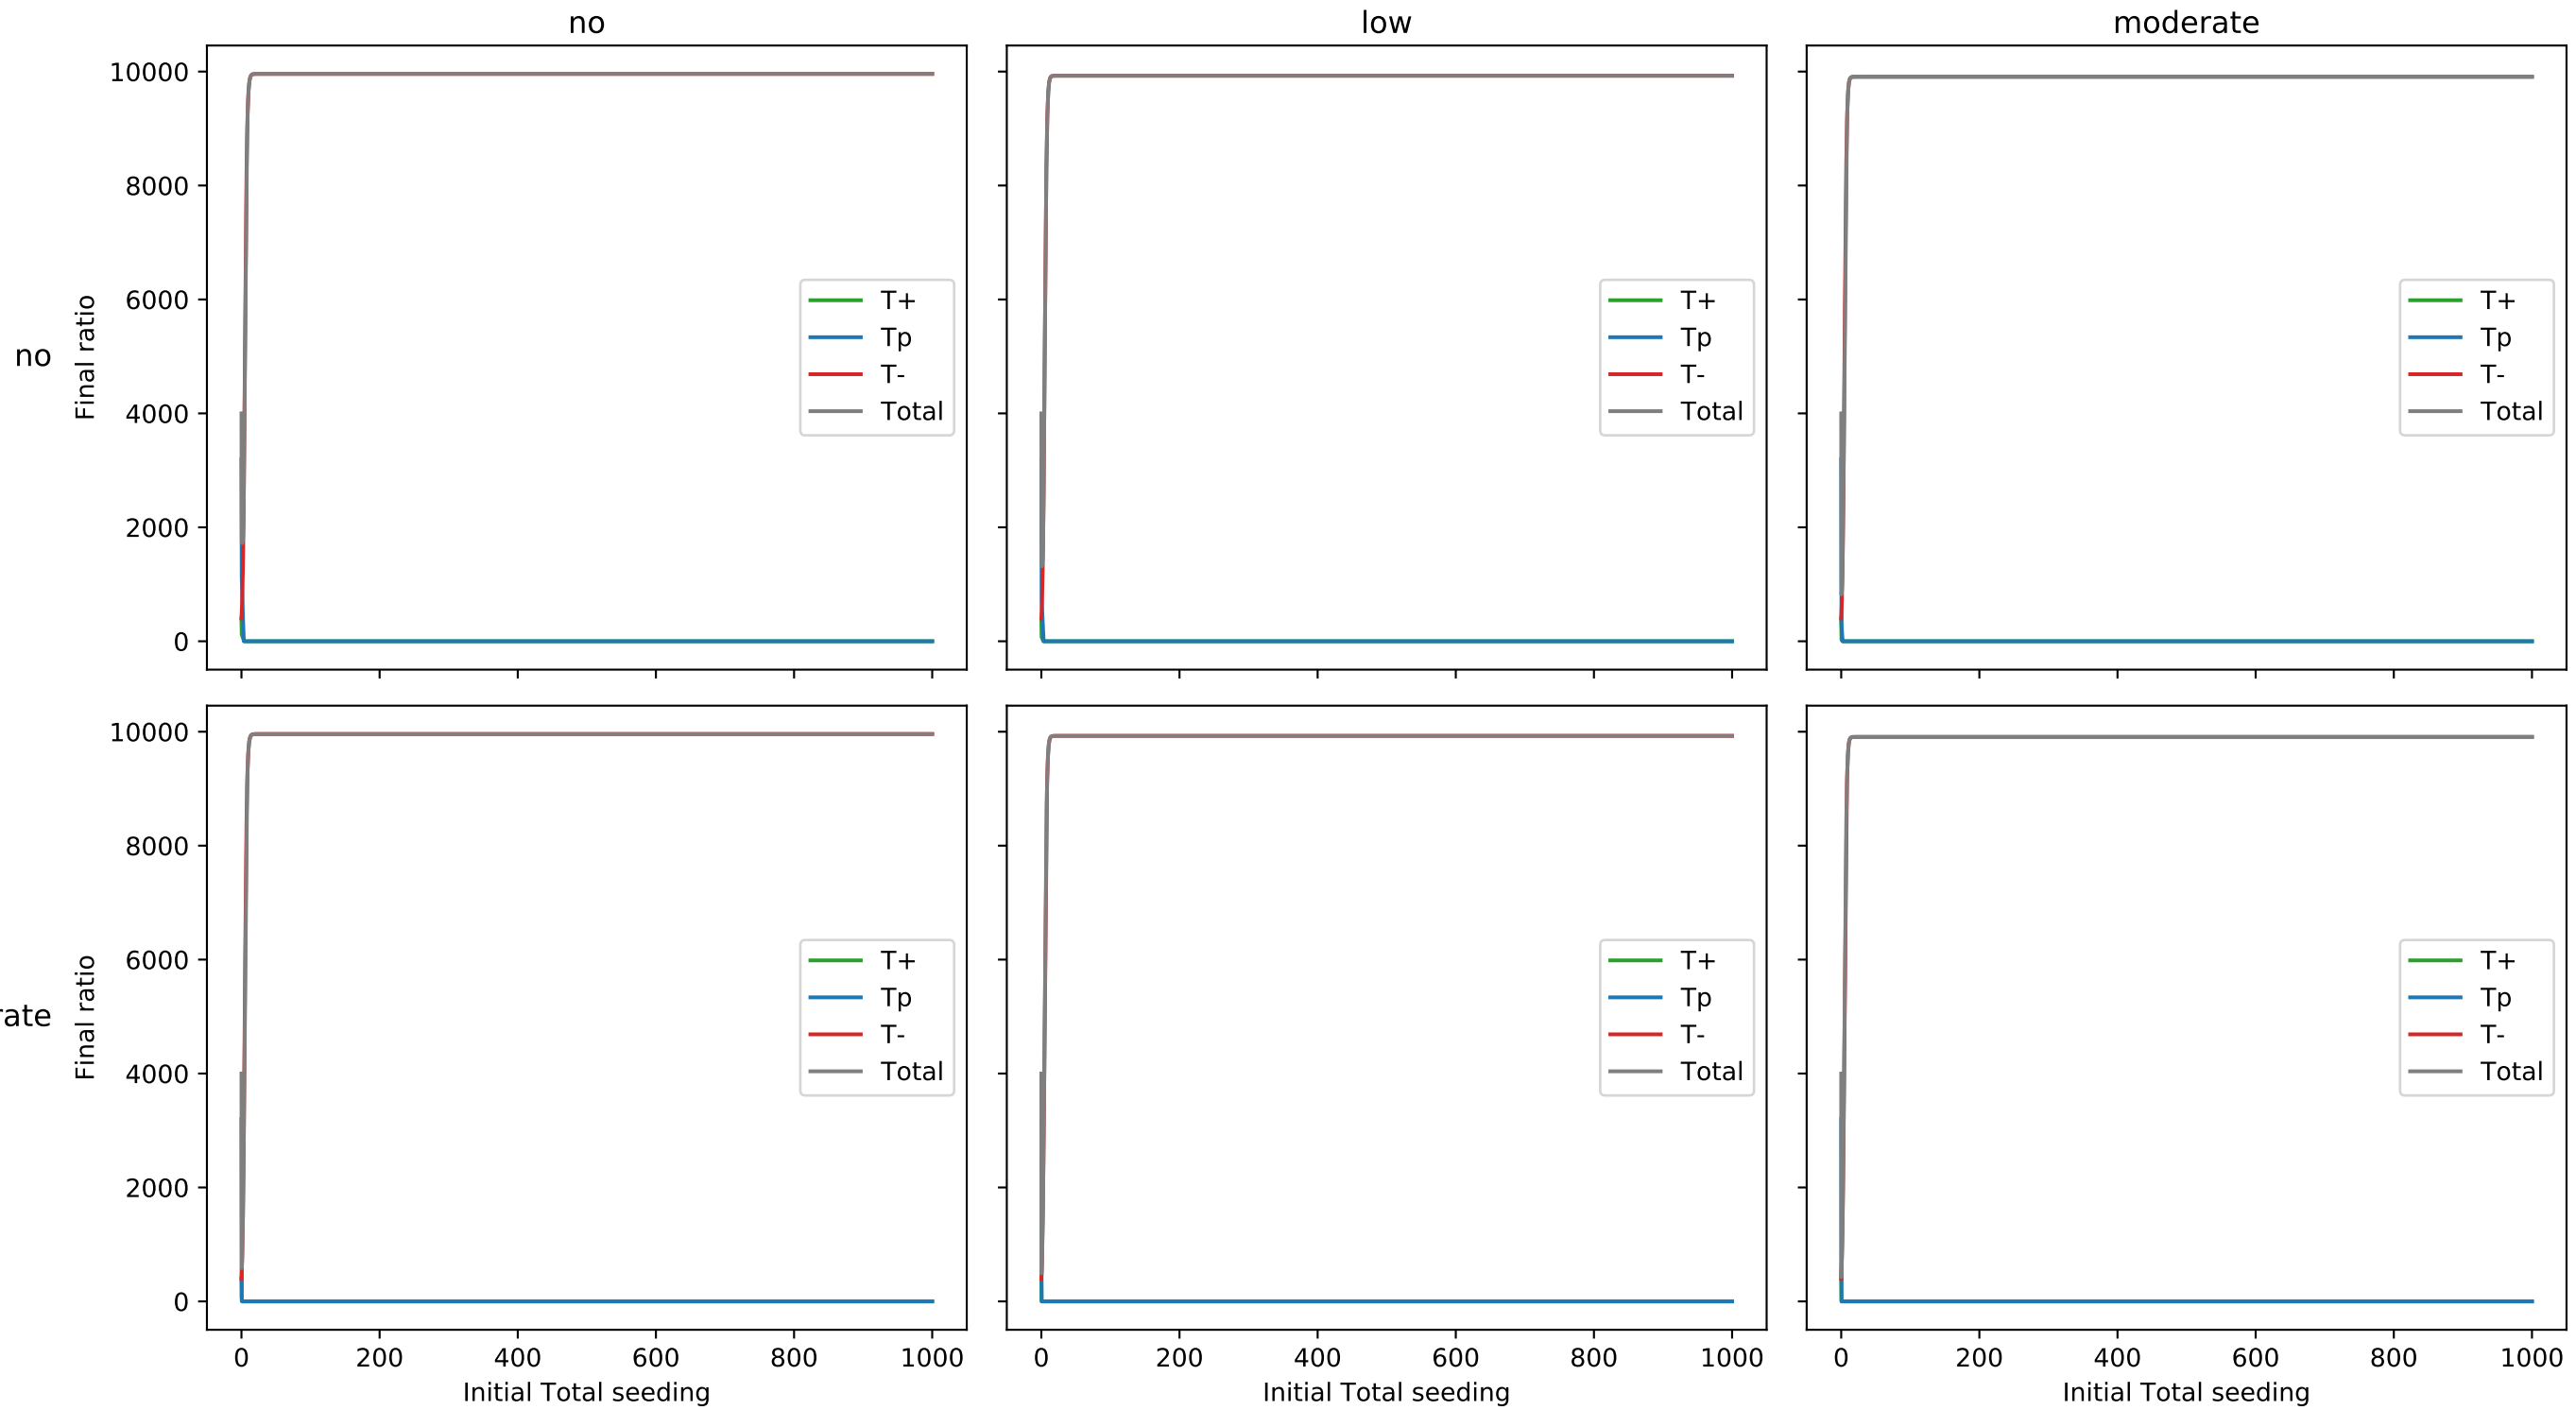 no low moderate
10000
8000
6000
4000
2000
0
Final ratio
no
T+
Tp
T-
Total
T+
Tp
T-
Total
T+
Tp
T-
Total
10000
8000
6000
4000
2000
0
Final ratio
rate
T+
Tp
T-
Total
T+
Tp
T-
Total
T+
Tp
T-
Total
0 200 400 600 800 1000
0 200 400 600 800 1000
0 200 400 600 800 1000
Initial Total seeding
Initial Total seeding
Initial Total seeding